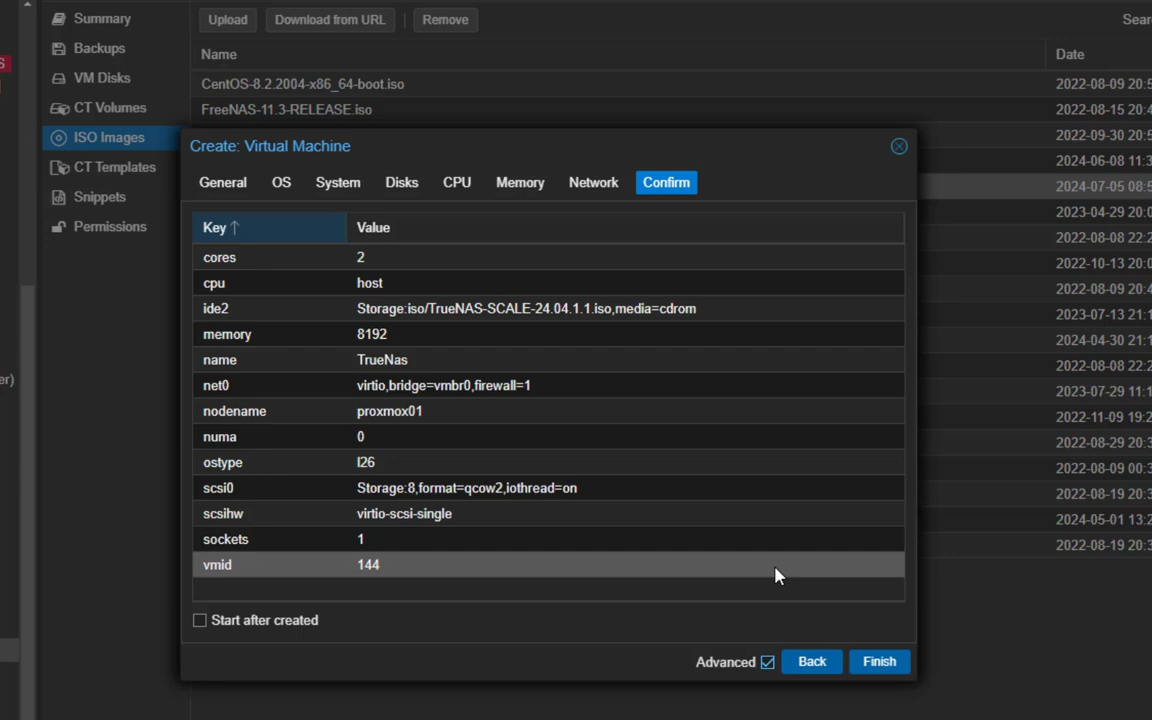 Summary
Upload
Download from URL
Remove
Backups
Name
Date
VM Disks
CentOS-8.2.2004-x86_64-boot.iso
2022-08-09 20:5
CT Volumes
FreeNAS-11.3-RELEASE.iso
2022-08-15 20:4
ISO Images
2022-09-30 20:5
CT Templates
2024-06-08 11:3
Snippets
2024-07-05 08:5
Permissions
2023-04-29 20:0
2022-08-08 22:2
2022-10-13 20:0
2022-08-09 20:4
2023-07-13 21:1
2024-04-30 21:1
2022-08-08 22:2
2023-07-29 11:1
2022-11-09 19:2
2022-08-29 20:3
2022-08-09 00:3
2022-08-19 20:3
2024-05-01 13:2
2022-08-19 20:3
er)
Create: Virtual Machine
General OS System Disks CPU Memory Network Confirm
Key Value
cores 2
cpu host
ide2 Storage:iso/TrueNAS-SCALE-24.04.1.1.iso,media=cdrom
memory 8192
name TrueNas
net0 virtio,bridge=vmbr0,firewall=1
nodename proxmox01
numa 0
ostype l26
scsi0 Storage:8,format=qcow2,iothread=on
scsihw virtio-scsi-single
sockets 1
vmid 144
Start after created
Advanced Back Finish